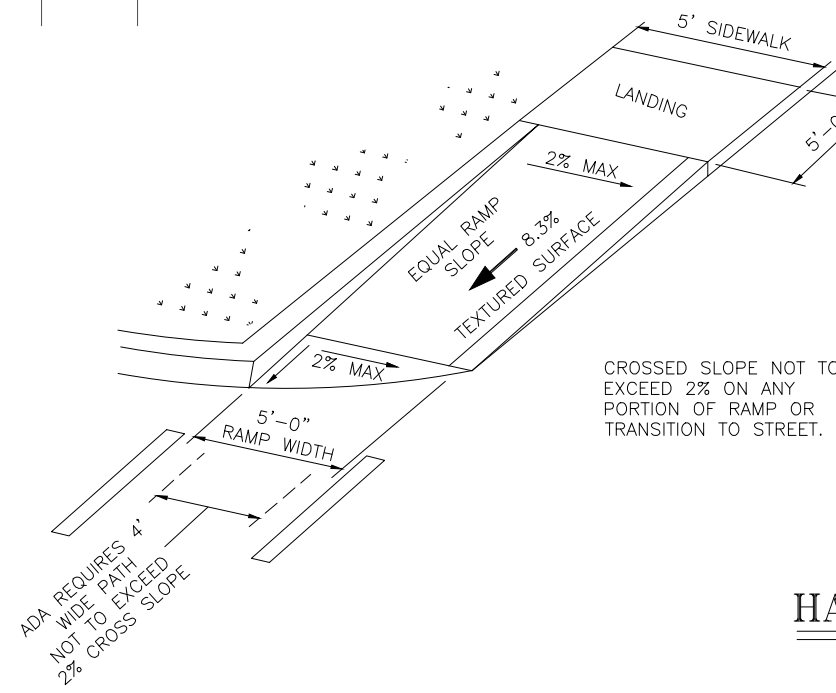 5' SIDEWALK
LANDING
2% MAX
EQUAL RAMP
SLOPE
8.3%
TEXTURED SURFACE
2% MAX
5'-0"
RAMP WIDTH
CROSSED SLOPE NOT TO
EXCEED 2% ON ANY
PORTION OF RAMP OR
TRANSITION TO STREET.
ADA REQUIRES 4'
WIDE PATH
NOT TO EXCEED
2% CROSS SLOPE